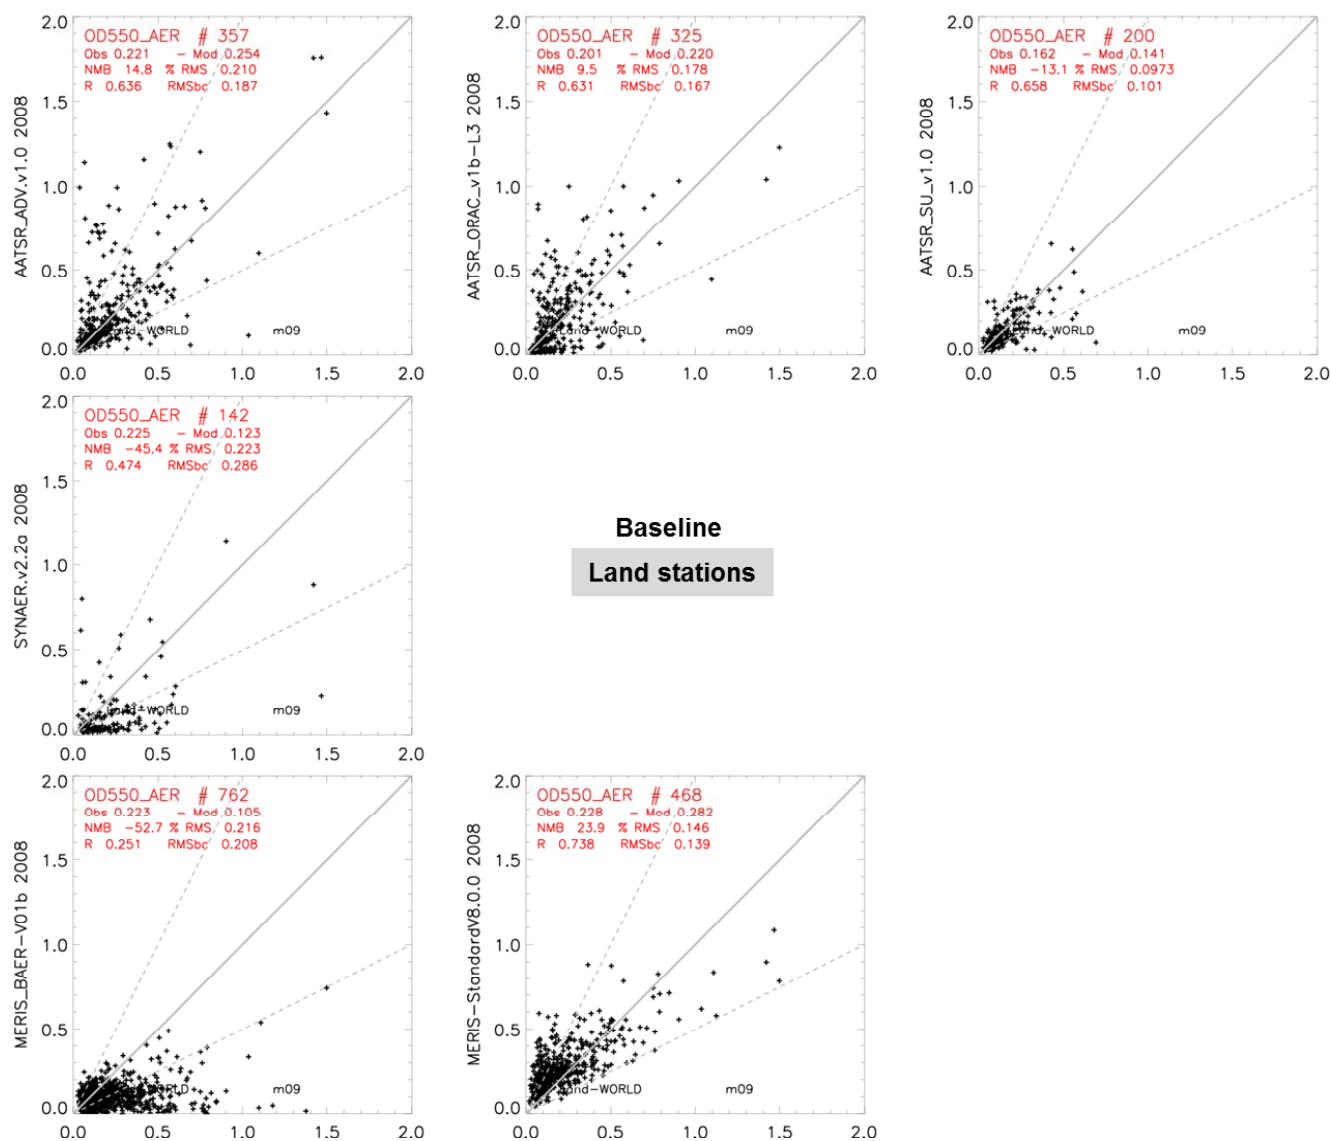 AATSR_ADV.v1.0 2008
2.0
1.5
1.0
0.5
0.0
OD550_AER # 357
Obs 0.221 – Mod 0.254
NMB 14.8 % RMS 0.210
R 0.636 RMSbc 0.187
Land-WORLD m09
0.0 0.5 1.0 1.5 2.0
AATSR_ORAC_v1b-L3 2008
2.0
1.5
1.0
0.5
0.0
OD550_AER # 325
Obs 0.201 – Mod 0.220
NMB 9.5 % RMS 0.178
R 0.631 RMSbc 0.167
Land-WORLD m09
0.0 0.5 1.0 1.5 2.0
AATSR_SU_v1.0 2008
2.0
1.5
1.0
0.5
0.0
OD550_AER # 200
Obs 0.162 – Mod 0.141
NMB -13.1 % RMS 0.0973
R 0.658 RMSbc 0.101
Land-WORLD m09
0.0 0.5 1.0 1.5 2.0
SYNAER.v2.2a 2008
2.0
1.5
1.0
0.5
0.0
OD550_AER # 142
Obs 0.225 – Mod 0.123
NMB -45.4 % RMS 0.223
R 0.474 RMSbc 0.286
Land-WORLD m09
0.0 0.5 1.0 1.5 2.0
Baseline
Land stations
MERIS_BAER-V01b 2008
2.0
1.5
1.0
0.5
0.0
OD550_AER # 762
Obs 0.223 – Mod 0.105
NMB -52.7 % RMS 0.216
R 0.251 RMSbc 0.208
Land-WORLD m09
0.0 0.5 1.0 1.5 2.0
MERIS-StandardV8.0.0 2008
2.0
1.5
1.0
0.5
0.0
OD550_AER # 468
Obs 0.228 – Mod 0.282
NMB 23.9 % RMS 0.146
R 0.738 RMSbc 0.139
Land-WORLD m09
0.0 0.5 1.0 1.5 2.0